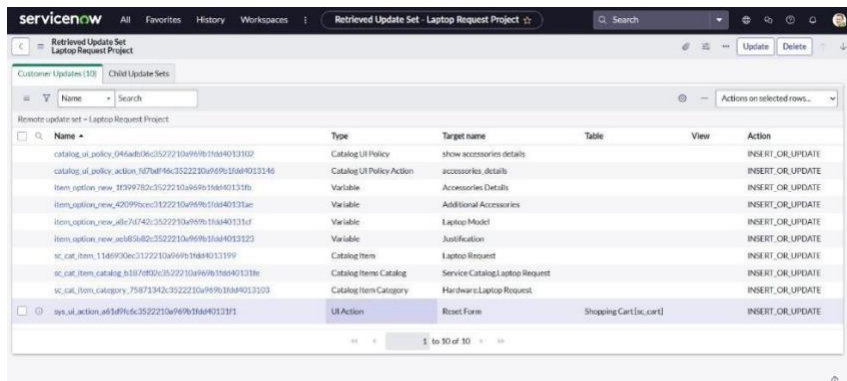 servicenow All Favorites History Workspaces Retrieved Update Set - Laptop Request Project Search
Retrieved Update Set
Laptop Request Project
Update Delete
Customer Updates (10) Child Update Sets
Name Search Actions on selected rows...
Remote update set = Laptop Request Project
Name Type Target name Table View Action
catalog_ui_policy_046adb06c3522210a969b1fdd4013102 Catalog UI Policy show accessories details INSERT_OR_UPDATE
catalog_ui_policy_action_fd7bdf46c3522210a969b1fdd4013146 Catalog UI Policy Action accessories_details INSERT_OR_UPDATE
item_option_new_1f399782c3522210a969b1fdd40131fb Variable Accessories Details INSERT_OR_UPDATE
item_option_new_42099bcec3122210a969b1fdd40131ae Variable Additional Accessories INSERT_OR_UPDATE
item_option_new_a8e7d742c3522210a969b1fdd40131cf Variable Laptop Model INSERT_OR_UPDATE
item_option_new_aeb85b82c3522210a969b1fdd4013123 Variable Justification INSERT_OR_UPDATE
sc_cat_item_11d6930ec3122210a969b1fdd4013199 Catalog Item Laptop Request INSERT_OR_UPDATE
sc_cat_item_catalog_b187df02c3522210a969b1fdd40131fe Catalog Items Catalog Service Catalog.Laptop Request INSERT_OR_UPDATE
sc_cat_item_category_75871342c3522210a969b1fdd4013103 Catalog Item Category Hardware.Laptop Request INSERT_OR_UPDATE
sys_ui_action_a61d9fc6c3522210a969b1fdd40131f1 UI Action Reset Form Shopping Cart [sc_cart] INSERT_OR_UPDATE
1 to 10 of 10